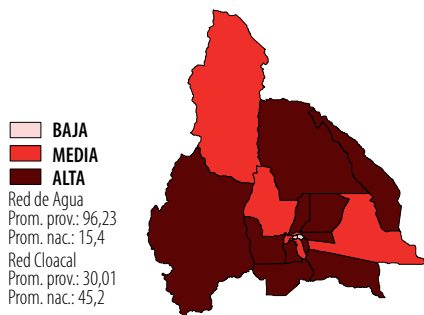 BAJA
MEDIA
ALTA
Red de Agua
Prom. prov.: 96,23
Prom. nac.: 15,4
Red Cloacal
Prom. prov.: 30,01
Prom. nac.: 45,2